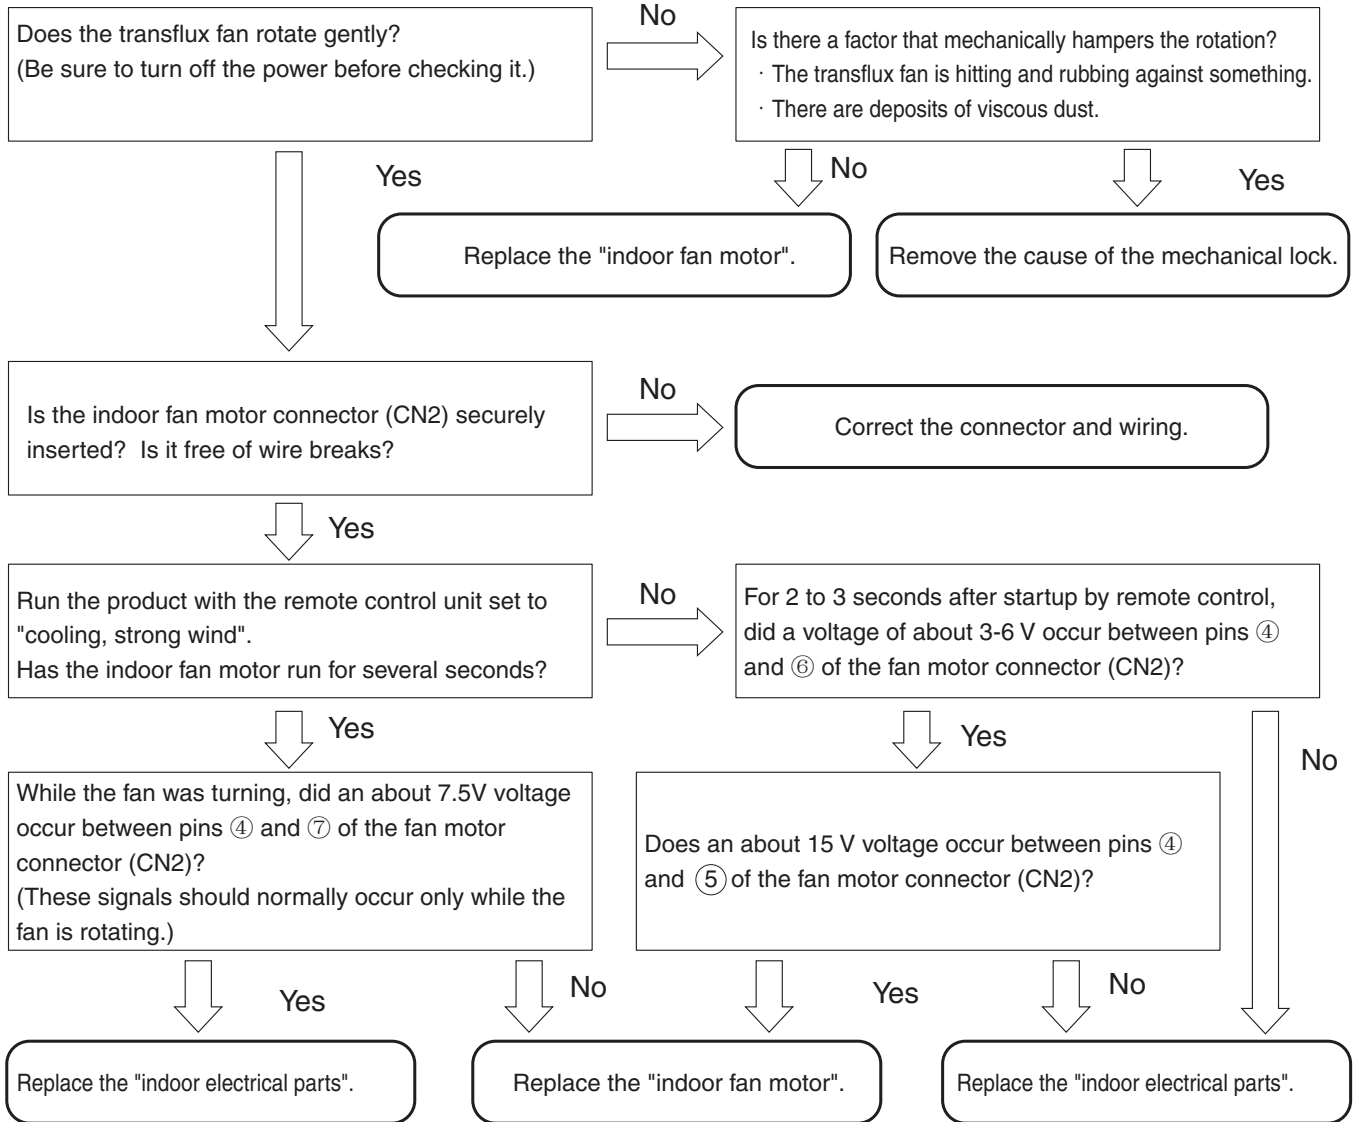 Does the transflux fan rotate gently?
(Be sure to turn off the power before checking it.)
No
Is there a factor that mechanically hampers the rotation?
· The transflux fan is hitting and rubbing against something.
· There are deposits of viscous dust.
Yes
No
Yes
Replace the "indoor fan motor".
Remove the cause of the mechanical lock.
Is the indoor fan motor connector (CN2) securely
inserted?  Is it free of wire breaks?
No
Correct the connector and wiring.
Yes
Run the product with the remote control unit set to
"cooling, strong wind".
Has the indoor fan motor run for several seconds?
No
For 2 to 3 seconds after startup by remote control,
did a voltage of about 3-6 V occur between pins ④
and ⑥ of the fan motor connector (CN2)?
Yes
Yes
No
While the fan was turning, did an about 7.5V voltage
occur between pins ④ and ⑦ of the fan motor
connector (CN2)?
(These signals should normally occur only while the
fan is rotating.)
Does an about 15 V voltage occur between pins ④
and ⑤ of the fan motor connector (CN2)?
Yes
No
Yes
No
Replace the "indoor electrical parts".
Replace the "indoor fan motor".
Replace the "indoor electrical parts".